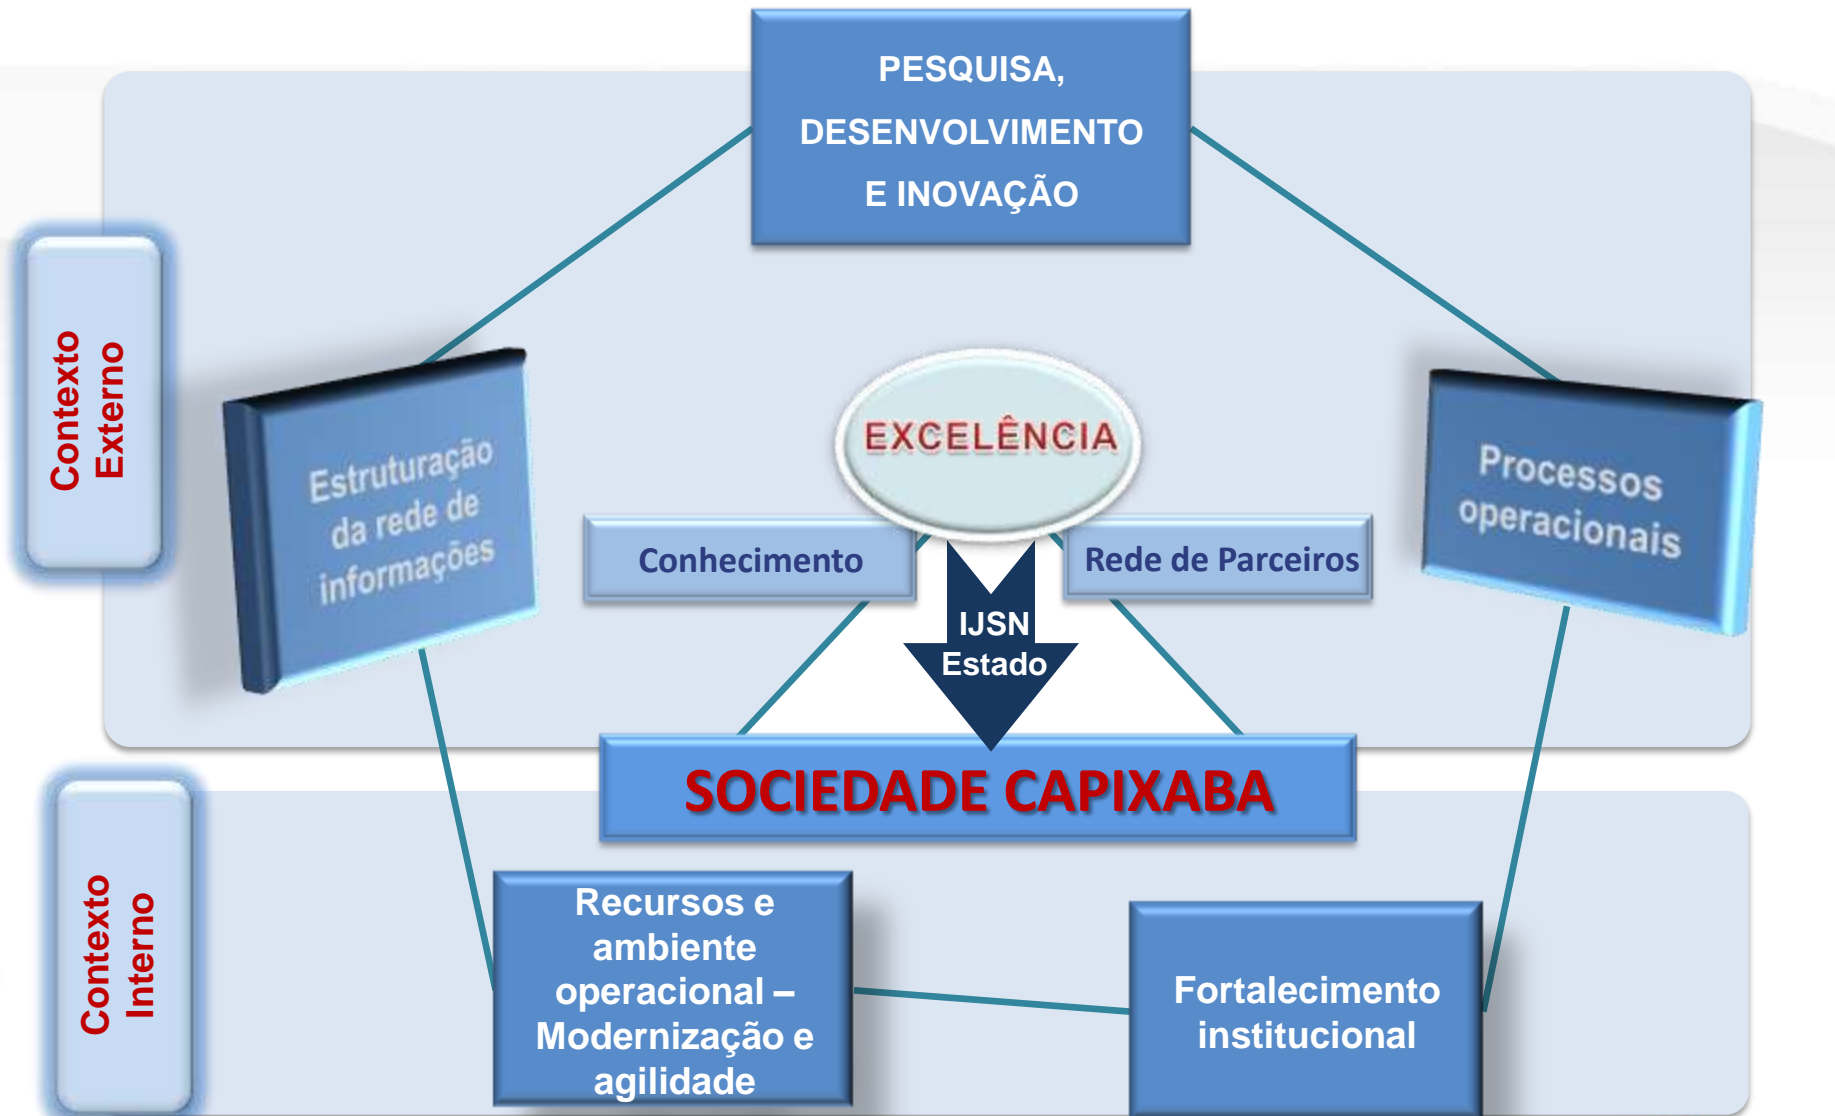 PESQUISA,
DESENVOLVIMENTO
E INOVAÇÃO
Contexto
Externo
Estruturação
da rede de
informações
EXCELÊNCIA
Processos
operacionais
Conhecimento
Rede de Parceiros
IJSN
Estado
SOCIEDADE CAPIXABA
Contexto
Interno
Recursos e
ambiente
operacional –
Modernização e
agilidade
Fortalecimento
institucional